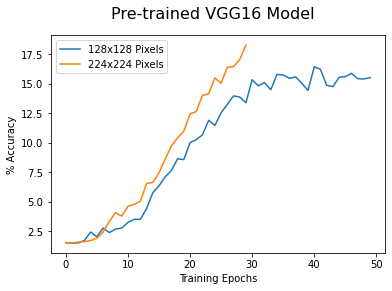 Pre-trained VGG16 Model
128x128 Pixels
224x224 Pixels
17.5
15.0
12.5
10.0
7.5
5.0
2.5
% Accuracy
0
10
20
30
40
50
Training Epochs